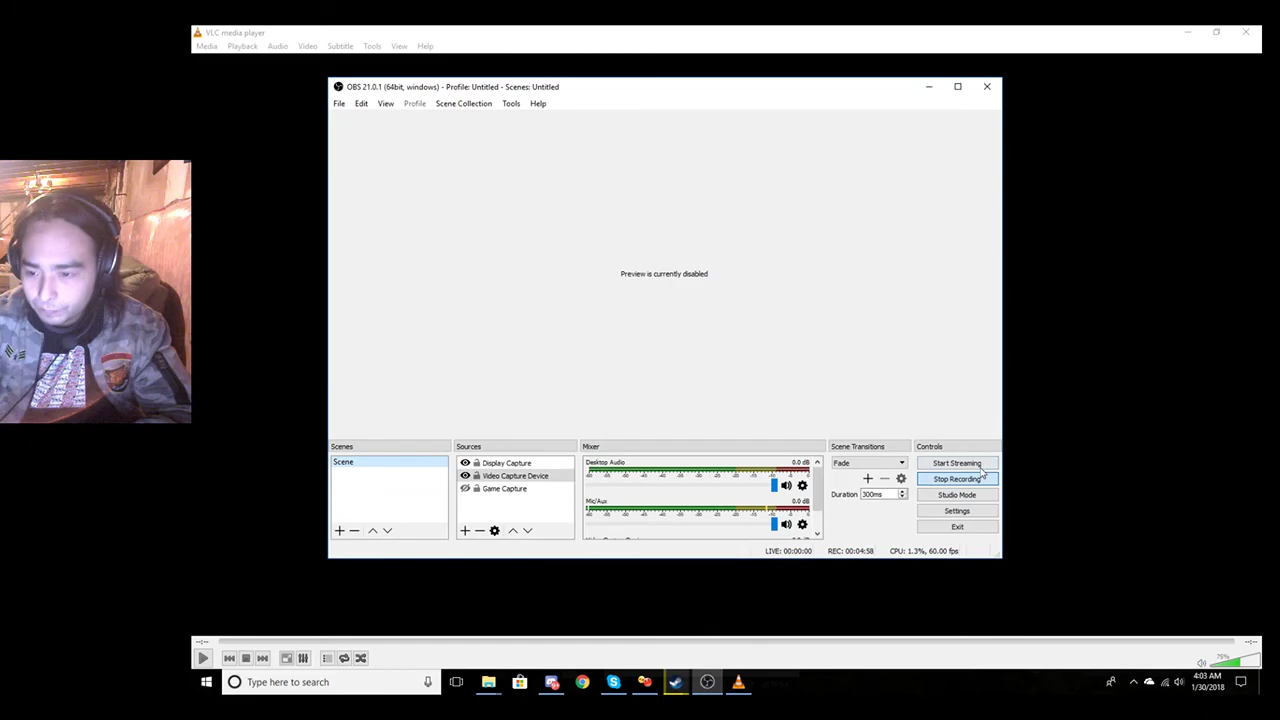 VLC media player
Media Playback Audio Video Subtitle Tools View Help
OBS 21.0.1 (64bit, windows) - Profile: Untitled - Scenes: Untitled
File Edit View Profile Scene Collection Tools Help
Preview is currently disabled
Scenes
Scene
Sources
Display Capture
Video Capture Device
Game Capture
Mixer
Desktop Audio 0.0 dB
Mic/Aux 0.0 dB
Scene Transitions
Fade
Duration 300ms
Controls
Start Streaming
Stop Recording
Studio Mode
Settings
Exit
LIVE: 00:00:00 REC: 00:04:58 CPU: 1.3%, 60.00 fps
--:-- --:--
75%
Type here to search
4:03 AM
1/30/2018